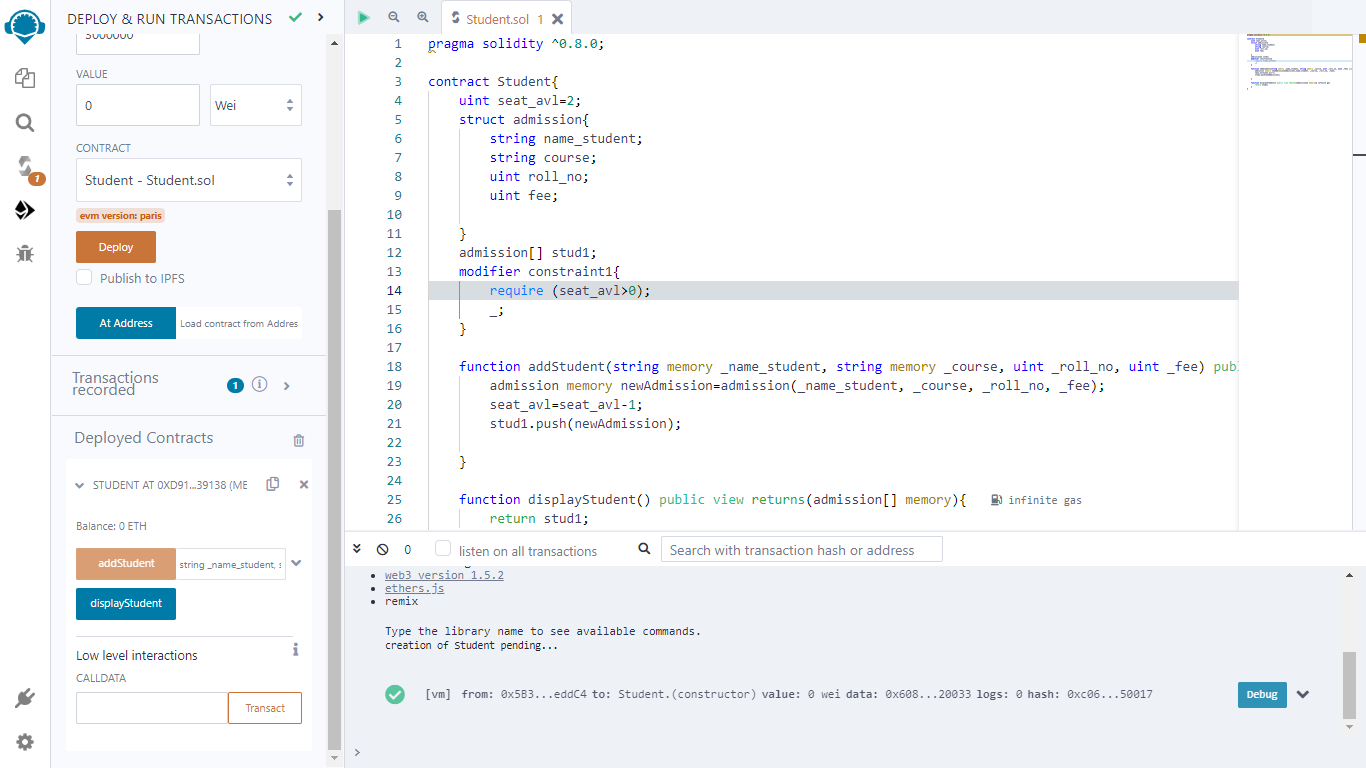 DEPLOY & RUN TRANSACTIONS
3000000
VALUE
0
Wei
CONTRACT
Student - Student.sol
evm version: paris
Deploy
Publish to IPFS
At Address
Load contract from Addres
Transactions
recorded
1
Deployed Contracts
STUDENT AT 0XD91...39138 (ME
Balance: 0 ETH
addStudent
string _name_student, s
displayStudent
Low level interactions
CALLDATA
Transact
1
Student.sol 1
1 pragma solidity ^0.8.0;
2
3 contract Student{
4 uint seat_avl=2;
5 struct admission{
6 string name_student;
7 string course;
8 uint roll_no;
9 uint fee;
10
11 }
12 admission[] stud1;
13 modifier constraint1{
14 require (seat_avl>0);
15 _;
16 }
17
18 function addStudent(string memory _name_student, string memory _course, uint _roll_no, uint _fee) pub
19 admission memory newAdmission=admission(_name_student, _course, _roll_no, _fee);
20 seat_avl=seat_avl-1;
21 stud1.push(newAdmission);
22
23 }
24
25 function displayStudent() public view returns(admission[] memory){ infinite gas
26 return stud1;
0
listen on all transactions
Search with transaction hash or address
web3 version 1.5.2
ethers.js
remix
Type the library name to see available commands.
creation of Student pending...
[vm] from: 0x5B3...eddC4 to: Student.(constructor) value: 0 wei data: 0x608...20033 logs: 0 hash: 0xc06...50017
Debug
>